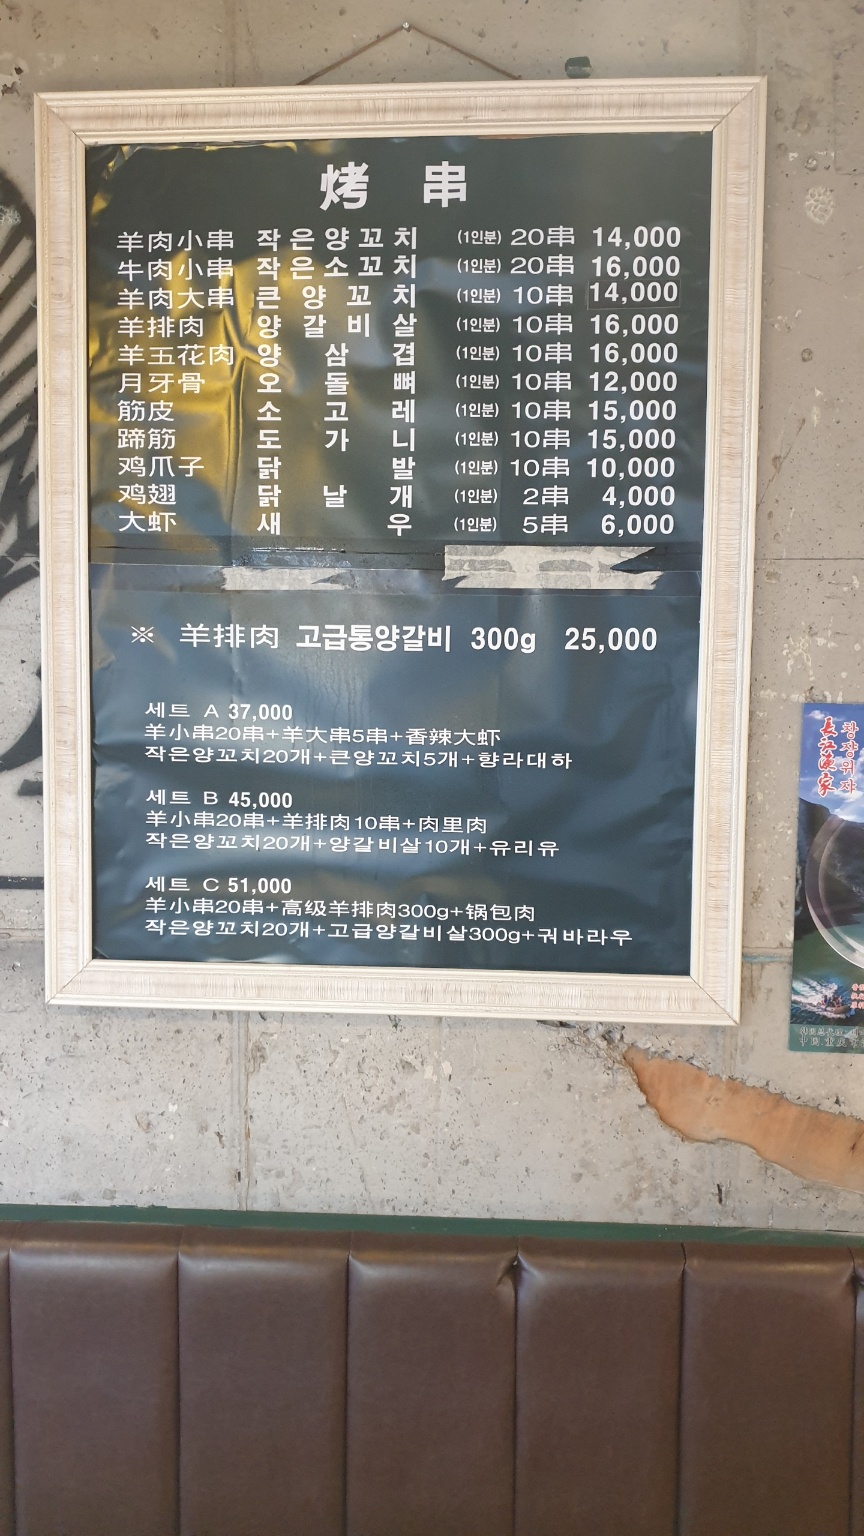 烤 串
羊肉小串 작은양꼬치 (1인분) 20串 14,000
牛肉小串 작은소꼬치 (1인분) 20串 16,000
羊肉大串 큰양꼬치 (1인분) 10串 14,000
羊排肉 양갈비살 (1인분) 10串 16,000
羊玉花肉 양삼겹 (1인분) 10串 16,000
月牙骨 오돌뼈 (1인분) 10串 12,000
筋皮 소고레 (1인분) 10串 15,000
蹄筋 도가니 (1인분) 10串 15,000
鸡爪子 닭발 (1인분) 10串 10,000
鸡翅 닭날개 (1인분) 2串 4,000
大虾 새우 (1인분) 5串 6,000
※ 羊排肉 고급통양갈비 300g 25,000
세트 A 37,000
羊小串20串+羊大串5串+香辣大虾
작은양꼬치20개+큰양꼬치5개+향라대하
세트 B 45,000
羊小串20串+羊排肉10串+肉里肉
작은양꼬치20개+양갈비살10개+유리유
세트 C 51,000
羊小串20串+高级羊排肉300g+锅包肉
작은양꼬치20개+고급양갈비살300g+궈바라우
长江渔家
창장위쟈